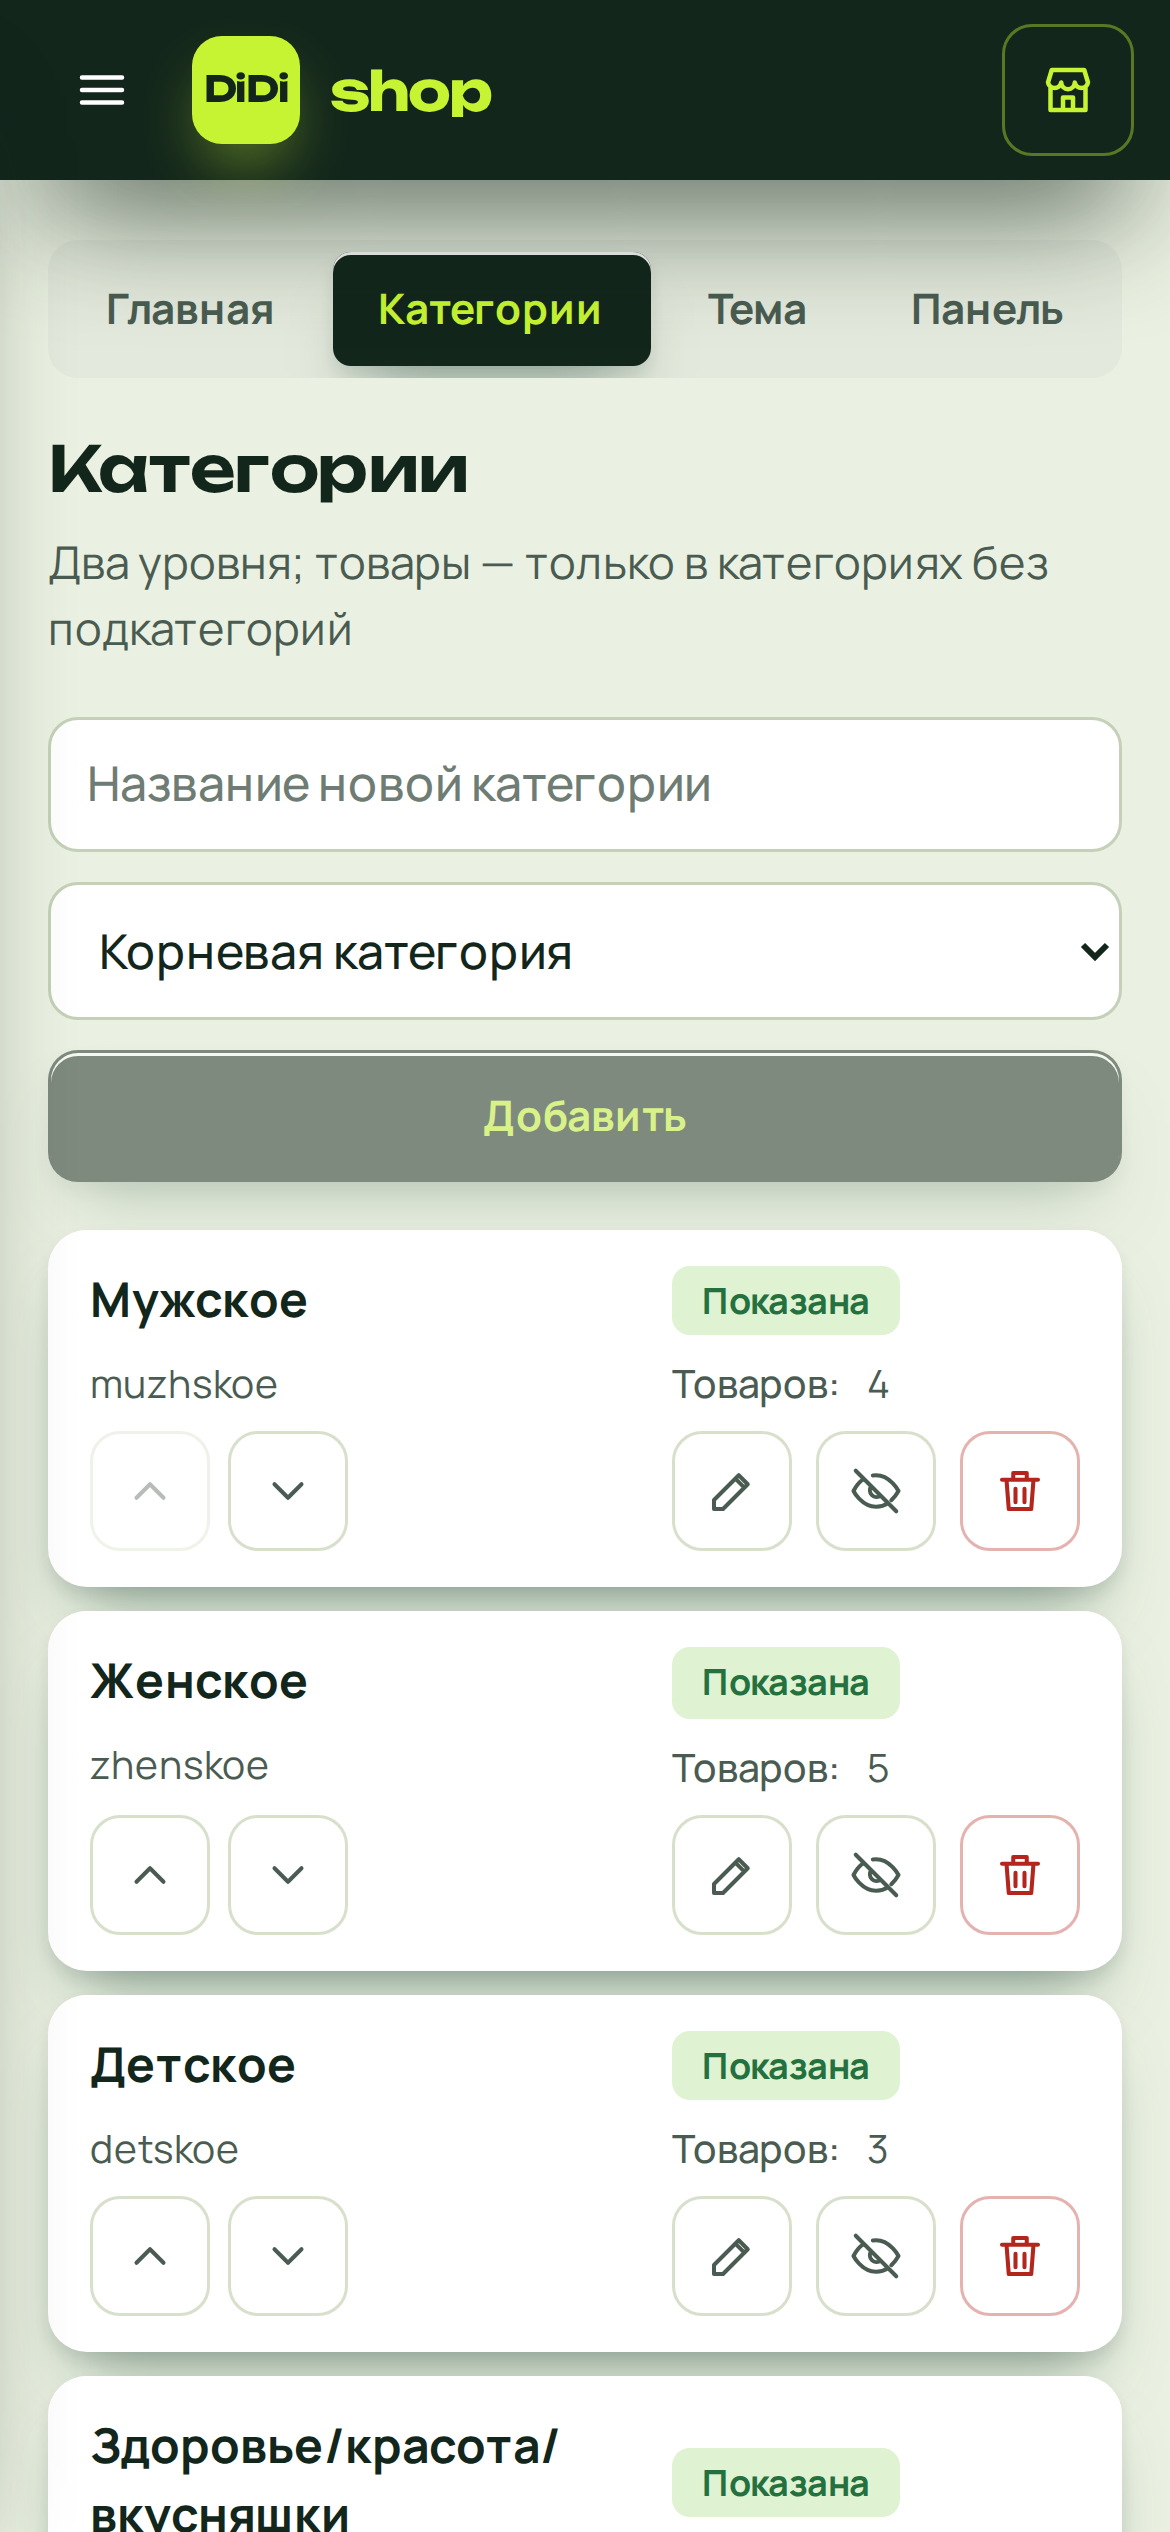 DiDi shop
Главная Категории Тема Панель
Категории
Два уровня; товары — только в категориях без
подкатегорий
Название новой категории
Корневая категория
Добавить
Мужское Показана
muzhskoe Товаров: 4
Женское Показана
zhenskoe Товаров: 5
Детское Показана
detskoe Товаров: 3
Здоровье/красота/
вкусняшки
Показана